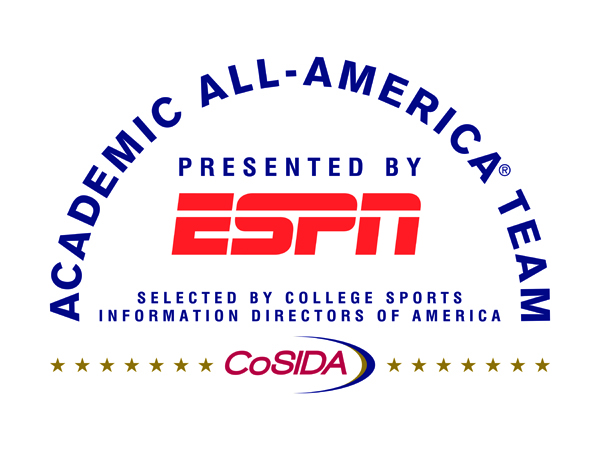 ACADEMIC ALL-AMERICA® TEAM
PRESENTED BY
ESPN
SELECTED BY COLLEGE SPORTS
INFORMATION DIRECTORS OF AMERICA
CoSIDA